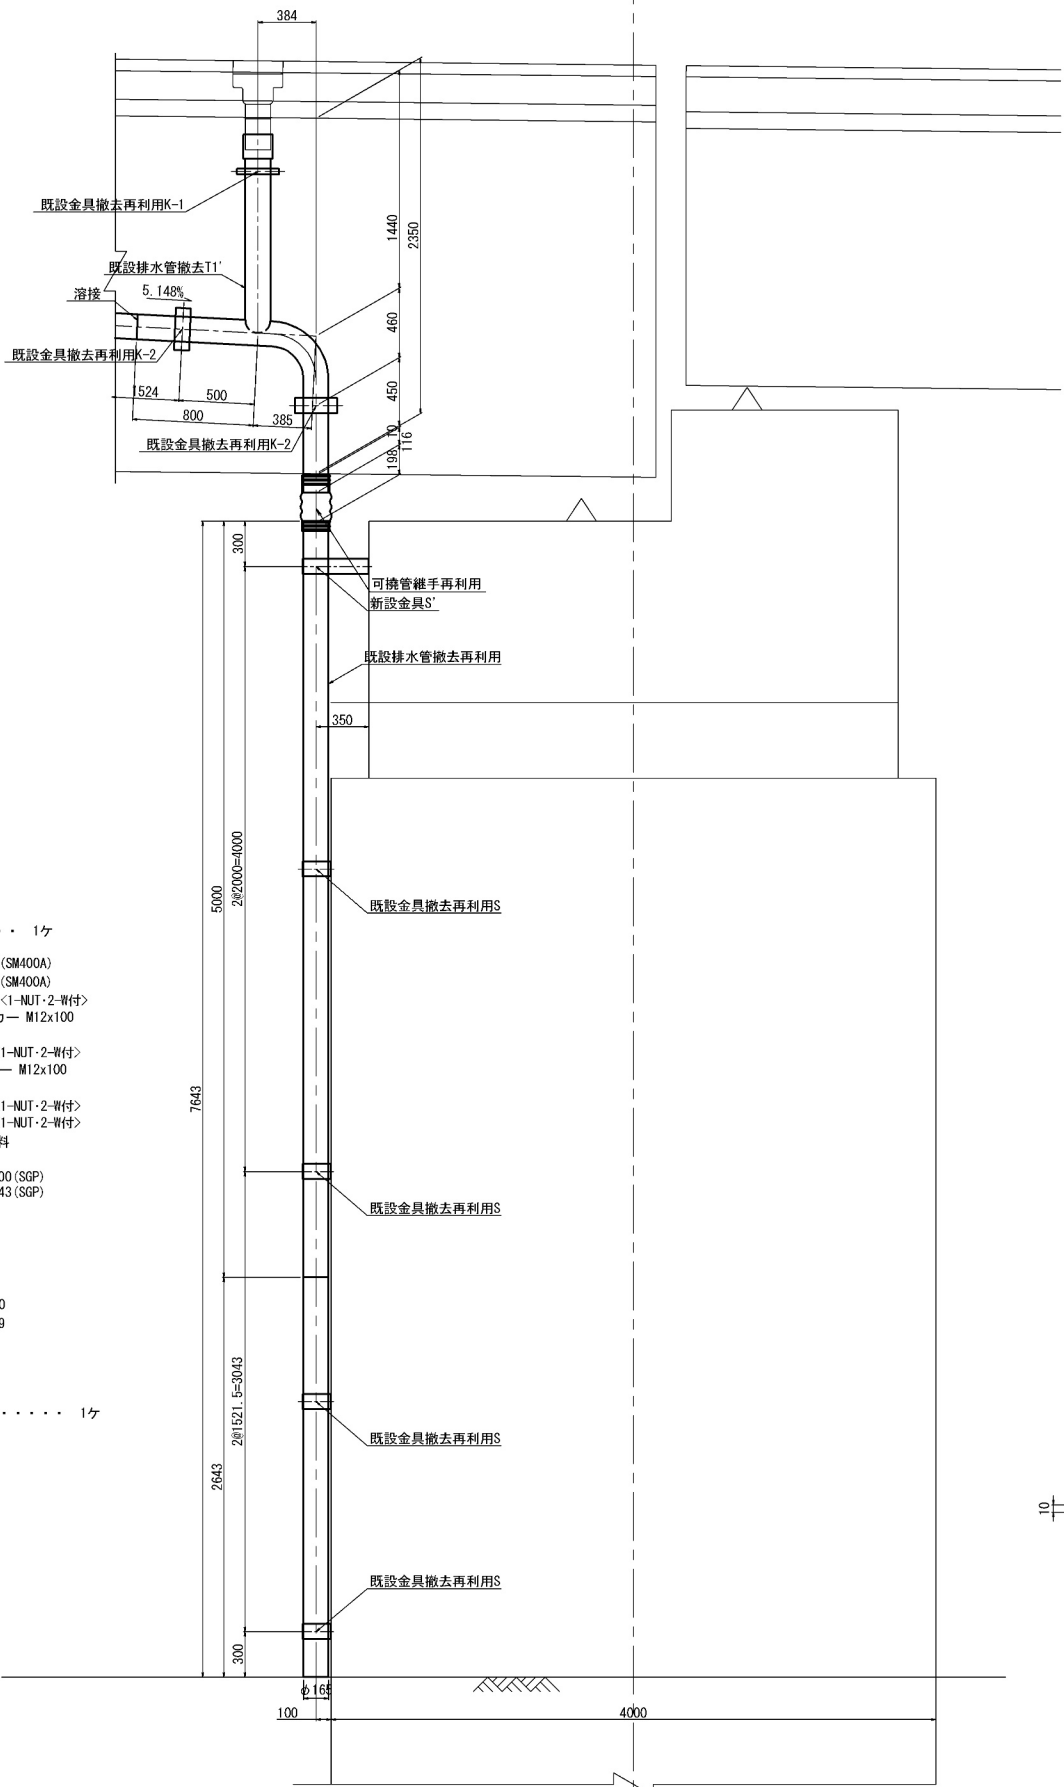 384
既設金具撤去再利用K-1
1440
2350
既設排水管撤去T1'
溶接
5.148%
460
既設金具撤去再利用K-2
1524
500
450
800
385
既設金具撤去再利用K-2
10
116
198
300
可撓管継手再利用
新設金具S'
既設排水管撤去再利用
350
2@2000=4000
5000
既設金具撤去再利用S
・ 1ケ
(SM400A)
(SM400A)
<1-NUT・2-W付>
カー M12x100
1-NUT・2-W付>
ー M12x100
7643
1-NUT・2-W付>
1-NUT・2-W付>
料
00(SGP)
43(SGP)
既設金具撤去再利用S
0
9
2@1521.5=3043
・・・・・ 1ケ
既設金具撤去再利用S
2643
10
既設金具撤去再利用S
300
φ165
100
4000